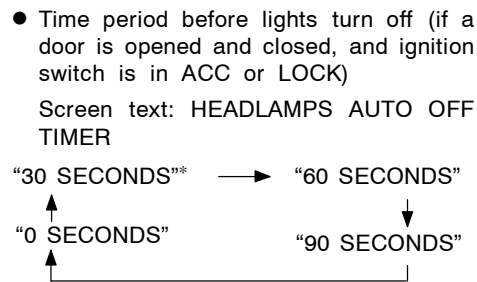 ● Time period before lights turn off (if a
door is opened and closed, and ignition
switch is in ACC or LOCK)
Screen text: HEADLAMPS AUTO OFF
TIMER
“30 SECONDS”* “60 SECONDS”
“0 SECONDS” “90 SECONDS”